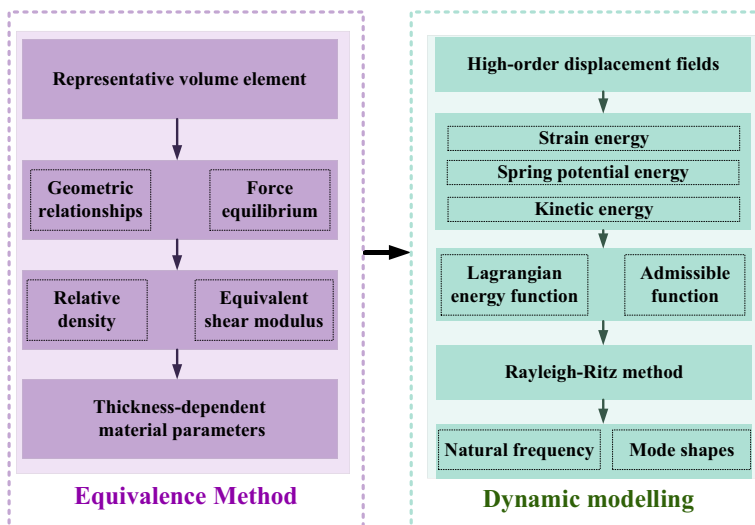 Representative volume element
Geometric
relationships
Force
equilibrium
Relative
density
Equivalent
shear modulus
Thickness-dependent
material parameters
Equivalence Method
High-order displacement fields
Strain energy
Spring potential energy
Kinetic energy
Lagrangian
energy function
Admissible
function
Rayleigh-Ritz method
Natural frequency
Mode shapes
Dynamic modelling